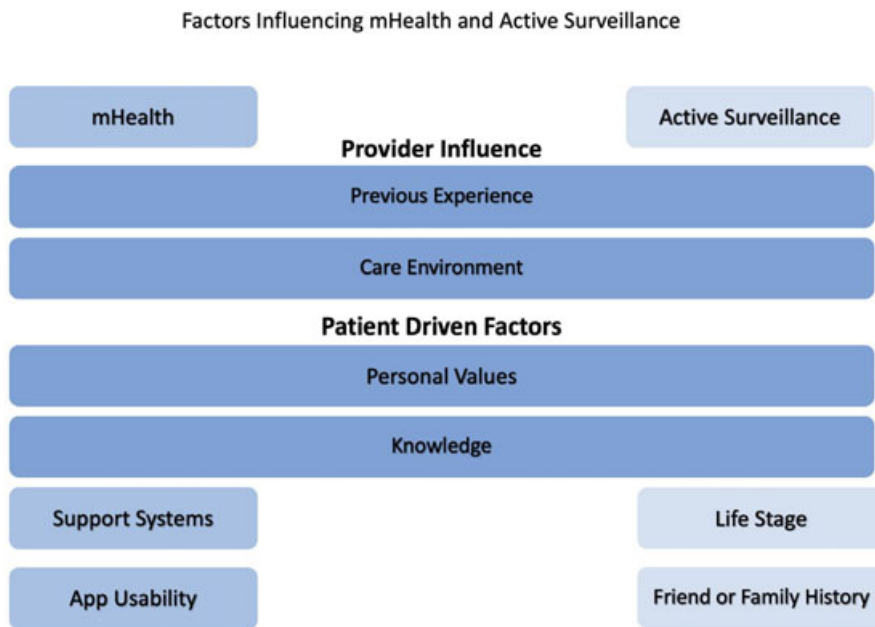 Factors Influencing mHealth and Active Surveillance
mHealth
Active Surveillance
Provider Influence
Previous Experience
Care Environment
Patient Driven Factors
Personal Values
Knowledge
Support Systems
Life Stage
App Usability
Friend or Family History